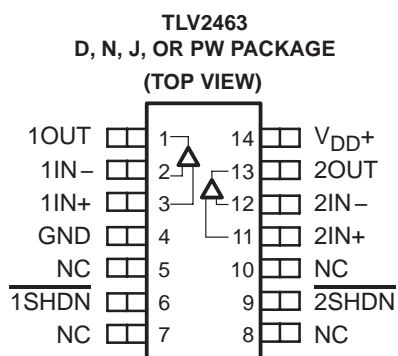 TLV2463
D, N, J, OR PW PACKAGE
(TOP VIEW)
1OUT 1 14 VDD+
1IN− 2 13 2OUT
1IN+ 3 12 2IN−
GND 4 11 2IN+
NC 5 10 NC
1SHDN 6 9 2SHDN
NC 7 8 NC